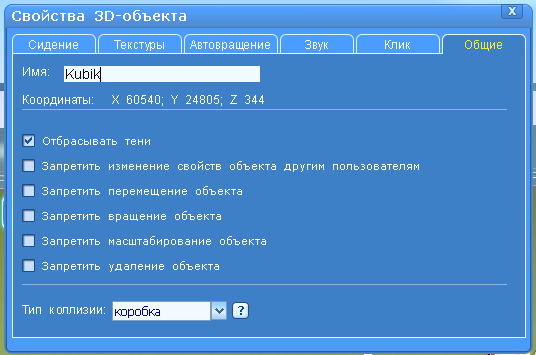 Свойства 3D-объекта X
Сидение Текстуры Автовращение Звук Клик Общие
Имя: Kubik
Координаты: X 60540; Y 24805; Z 344
Отбрасывать тени
Запретить изменение свойств объекта другим пользователям
Запретить перемещение объекта
Запретить вращение объекта
Запретить масштабирование объекта
Запретить удаление объекта
Тип коллизии: коробка ?